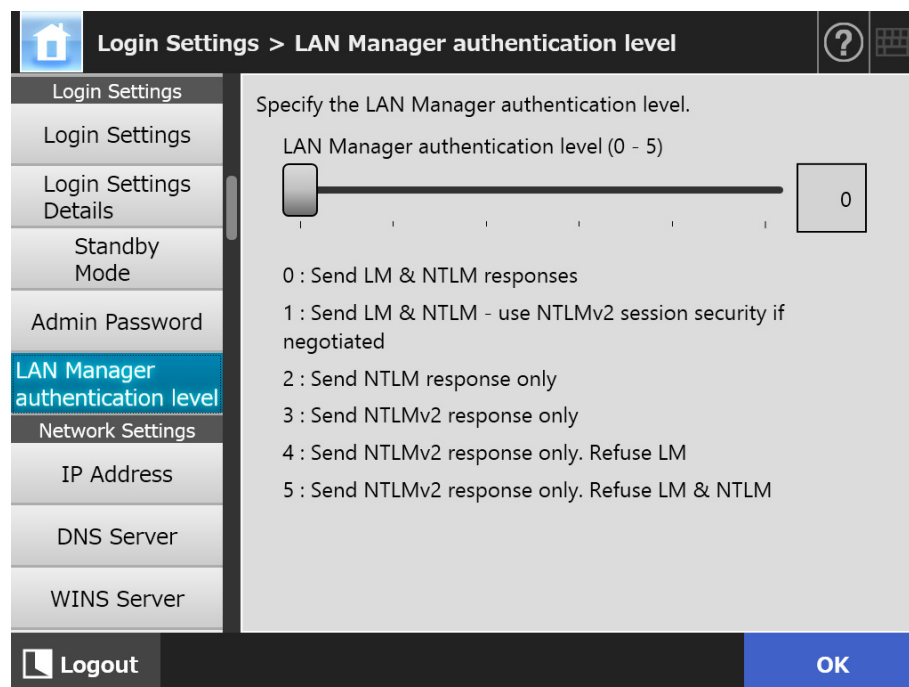 Login Settings > LAN Manager authentication level
?
Login Settings
Login Settings
Login Settings
Details
Standby
Mode
Admin Password
LAN Manager
authentication level
Network Settings
IP Address
DNS Server
WINS Server
Specify the LAN Manager authentication level.
LAN Manager authentication level (0 - 5)
0
0 : Send LM & NTLM responses
1 : Send LM & NTLM - use NTLMv2 session security if
negotiated
2 : Send NTLM response only
3 : Send NTLMv2 response only
4 : Send NTLMv2 response only. Refuse LM
5 : Send NTLMv2 response only. Refuse LM & NTLM
Logout
OK